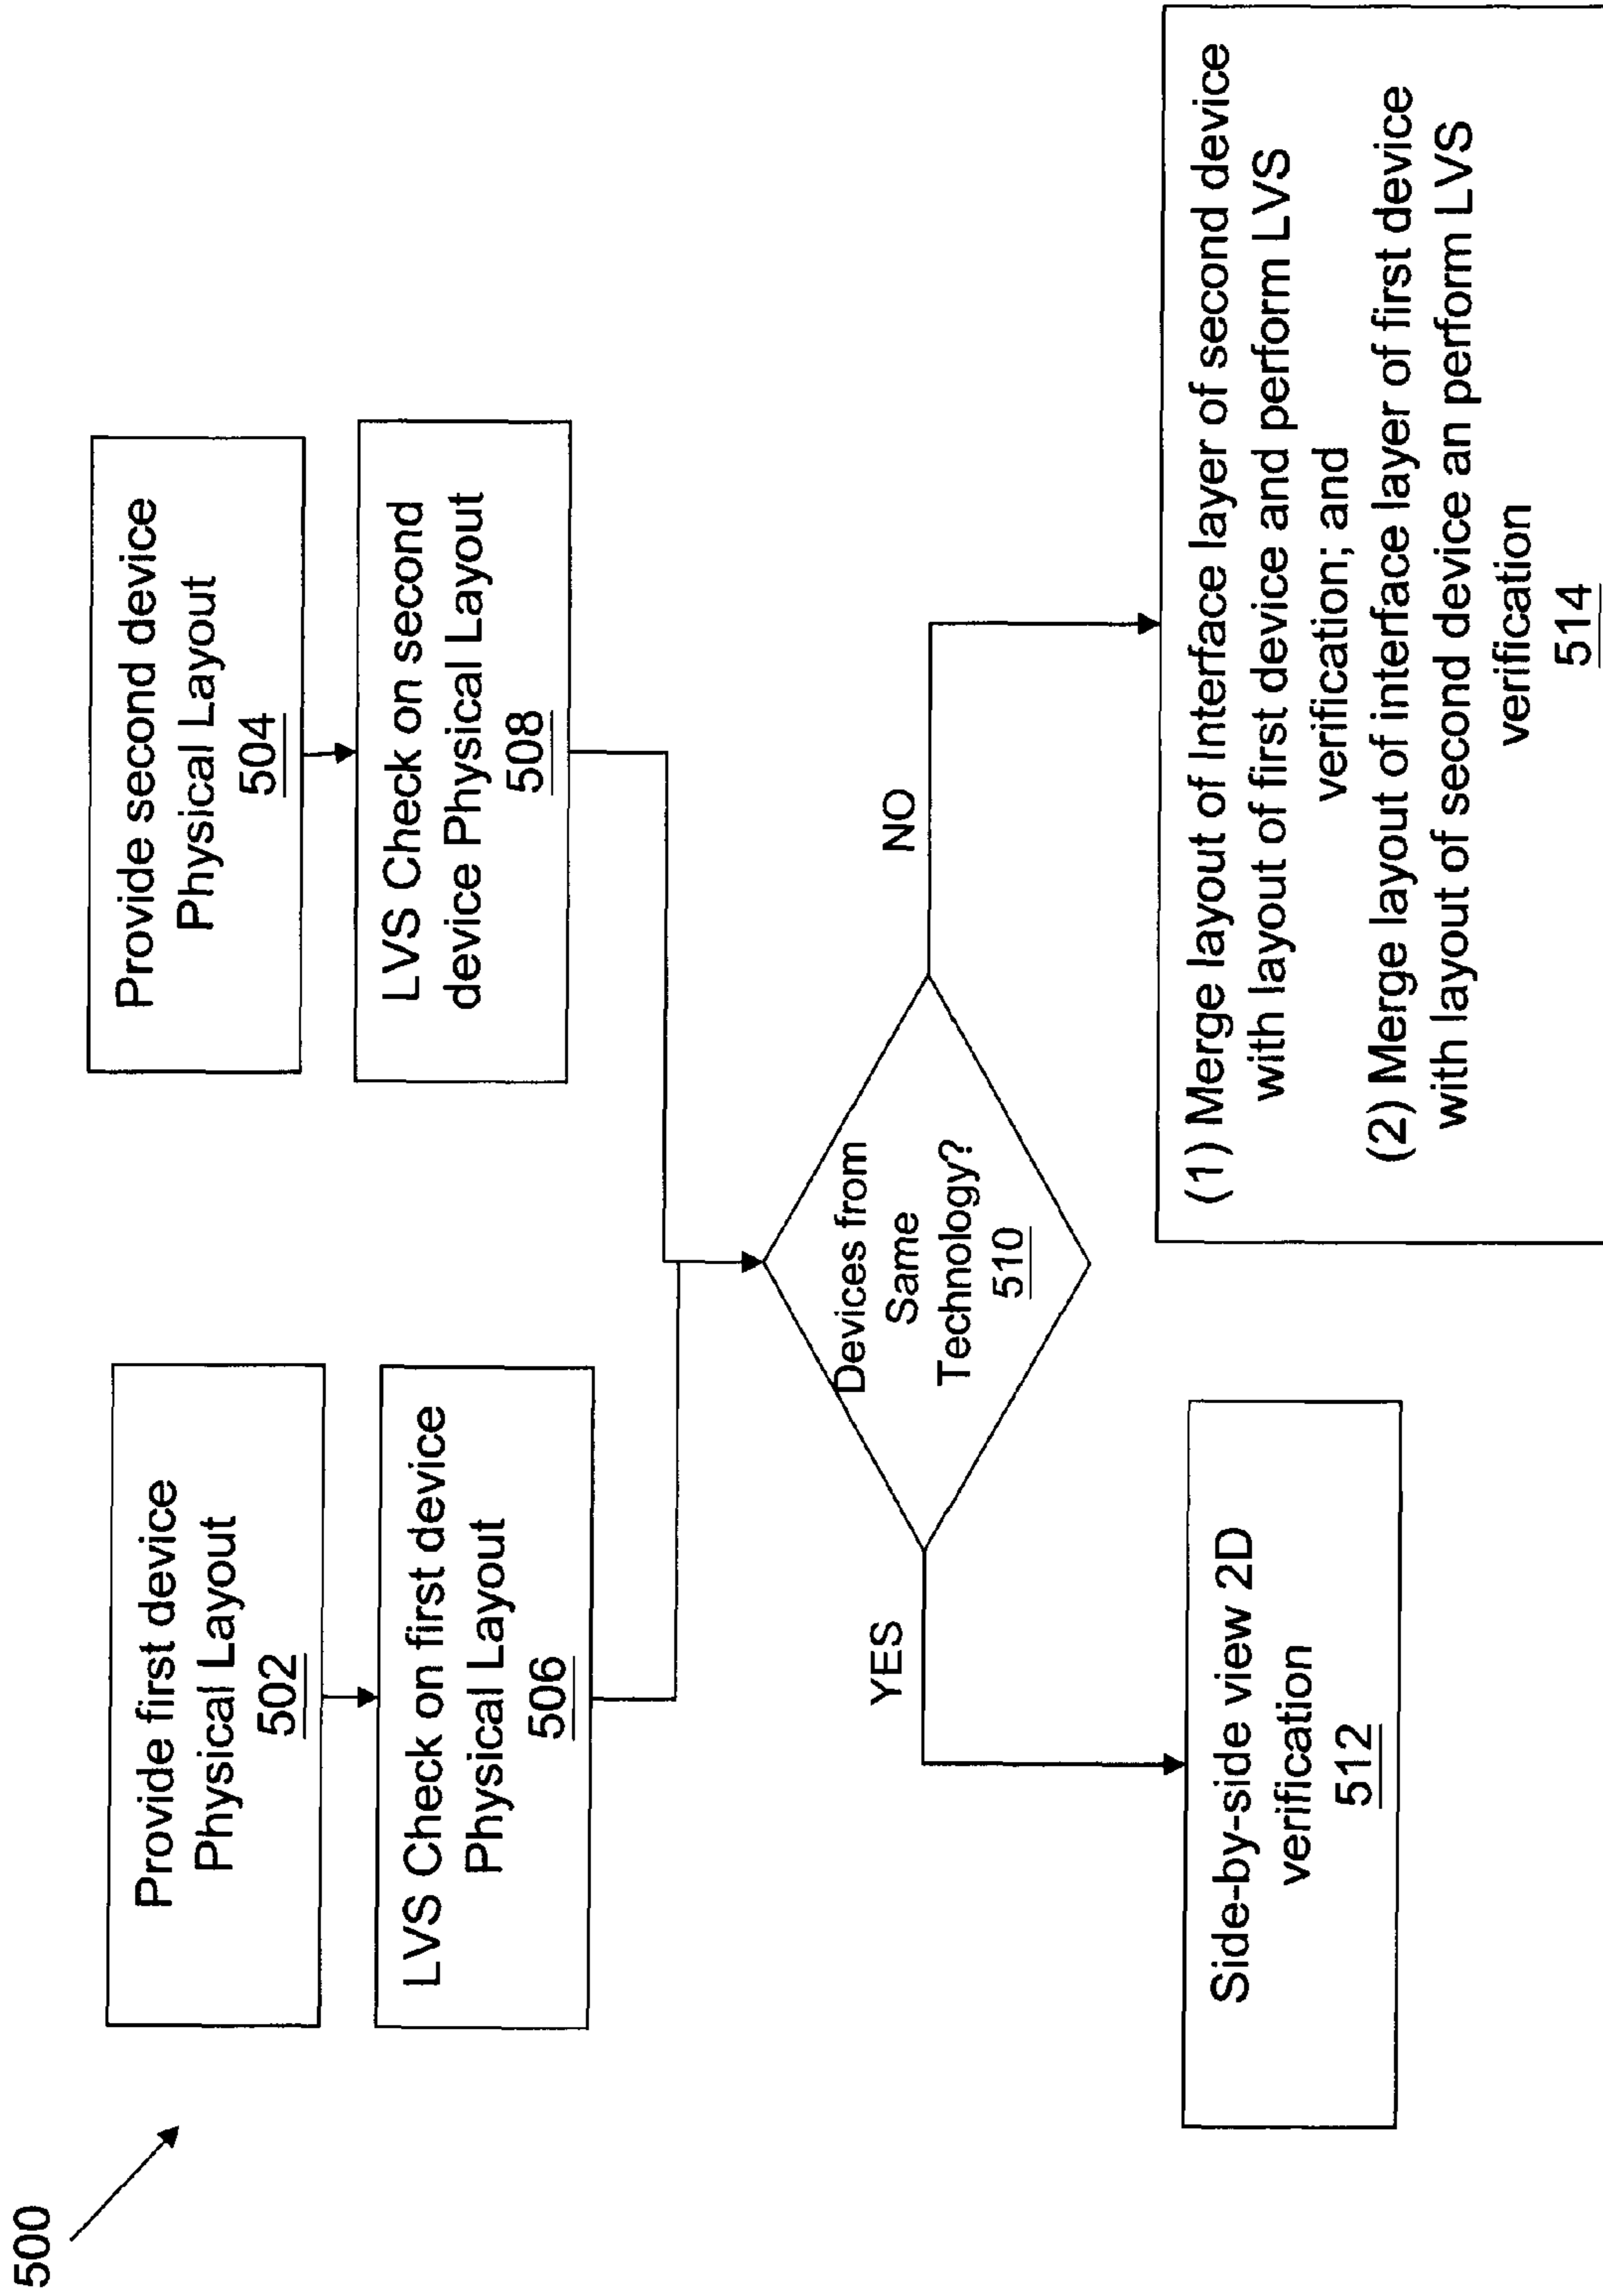 500
Provide first device
Physical Layout
502
Provide second device
Physical Layout
504
LVS Check on first device
Physical Layout
506
LVS Check on second
device Physical Layout
508
Devices from
Same
Technology?
510
YES
NO
Side-by-side view 2D
verification
512
(1) Merge layout of Interface layer of second device
with layout of first device and perform LVS
verification; and
(2) Merge layout of interface layer of first device
with layout of second device an perform LVS
verification
514